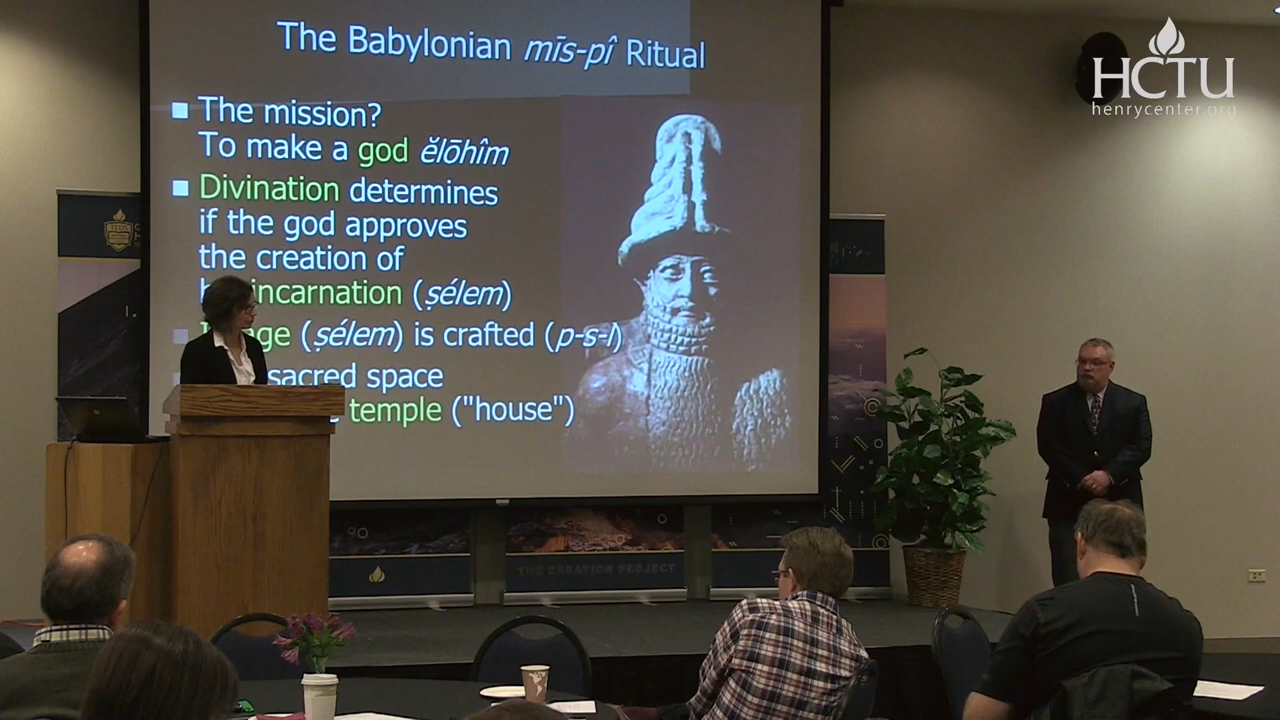 The Babylonian mīs-pî Ritual
HCTU
henrycenter.org
■ The mission?
To make a god ĕlōhîm
■ Divination determines
if the god approves
the creation of
incarnation (ṣélem)
(ṣélem) is crafted (p-s-l)
sacred space
temple ("house")
THE CREATION PROJECT